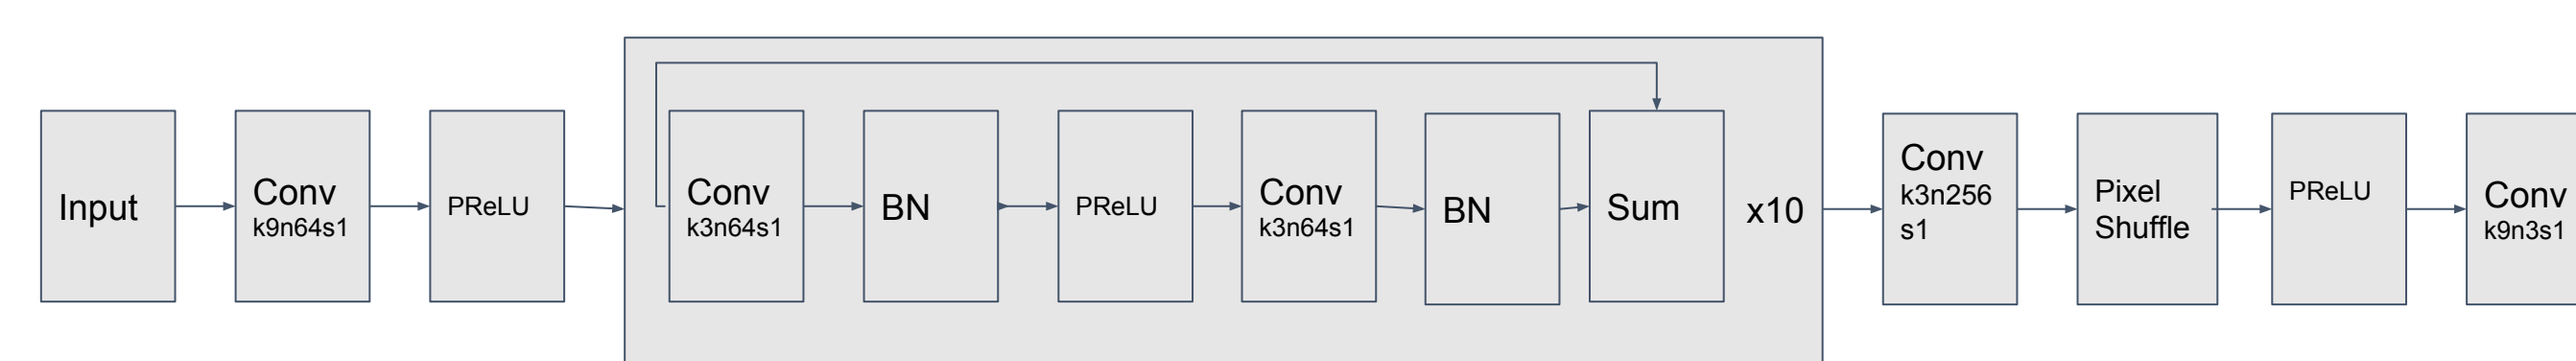 Input
Conv
k9n64s1
PReLU
Conv
k3n64s1
BN
PReLU
Conv
k3n64s1
BN
Sum
x10
Conv
k3n256
s1
Pixel
Shuffle
PReLU
Conv
k9n3s1